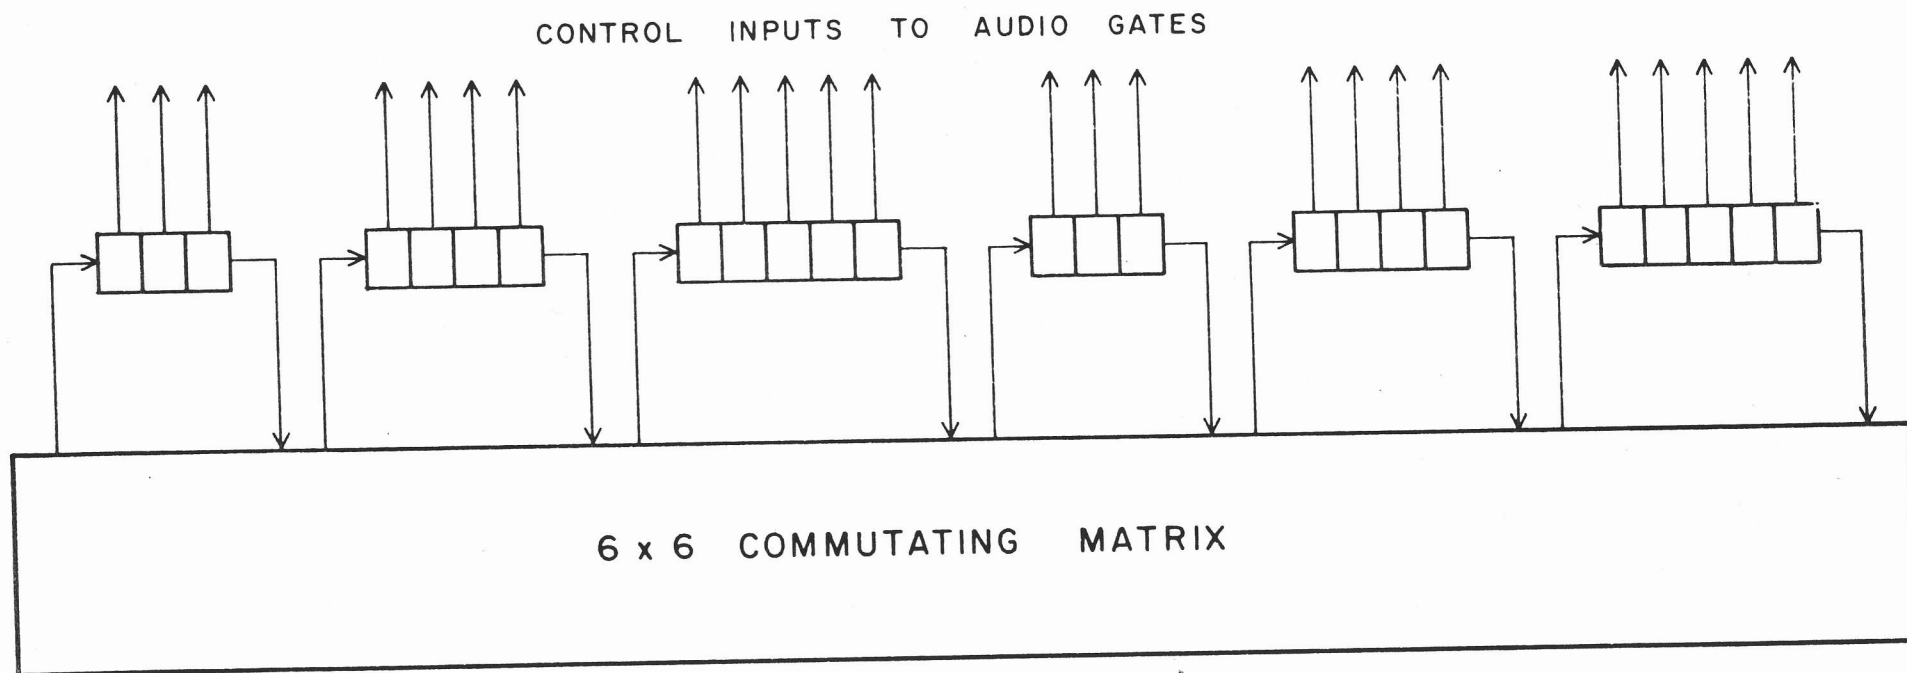 CONTROL INPUTS TO AUDIO GATES
6 x 6 COMMUTATING MATRIX